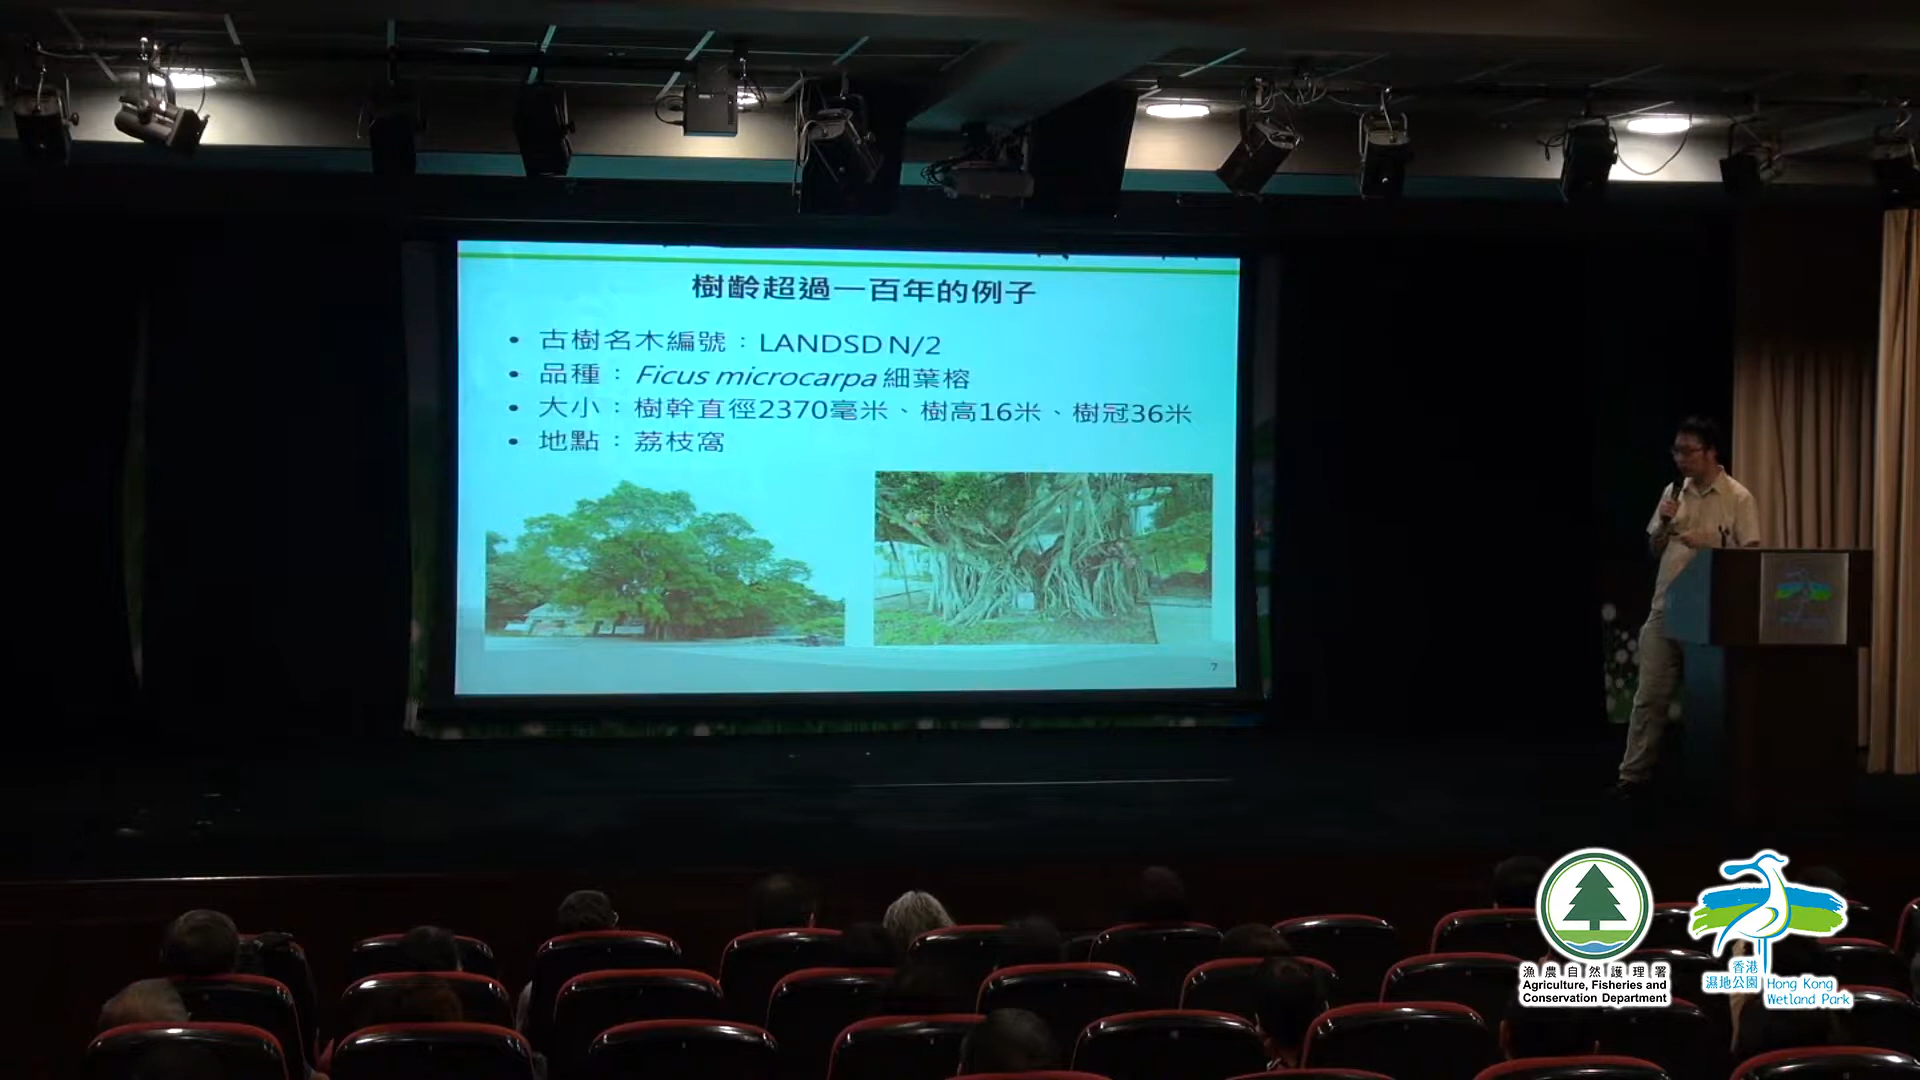 樹齡超過一百年的例子
• 古樹名木編號：LANDSD N/2
• 品種：Ficus microcarpa 細葉榕
• 大小：樹幹直徑2370毫米、樹高16米、樹冠36米
• 地點：荔枝窩
7
漁農自然護理署
Agriculture, Fisheries and
Conservation Department
香港
濕地公園
Hong Kong
Wetland Park